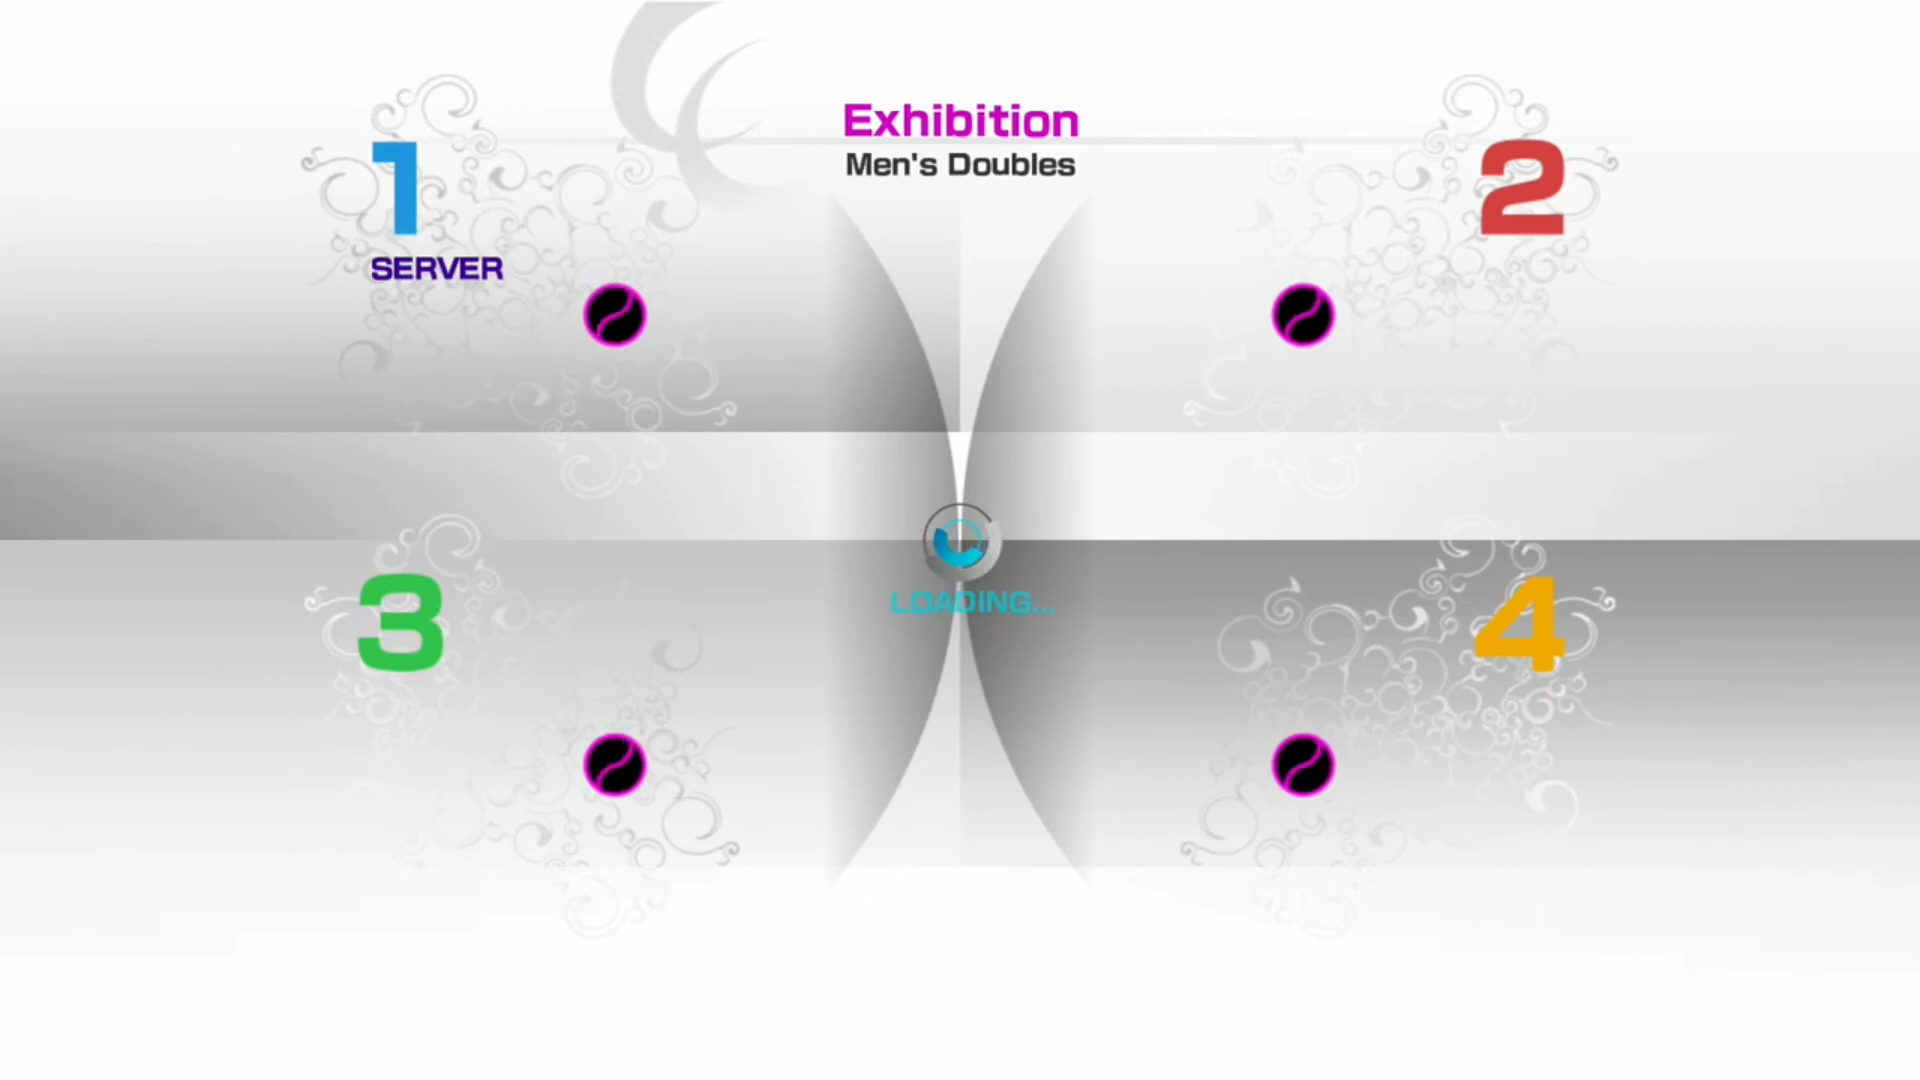 Exhibition
Men's Doubles
1
2
SERVER
LOADING...
3
4